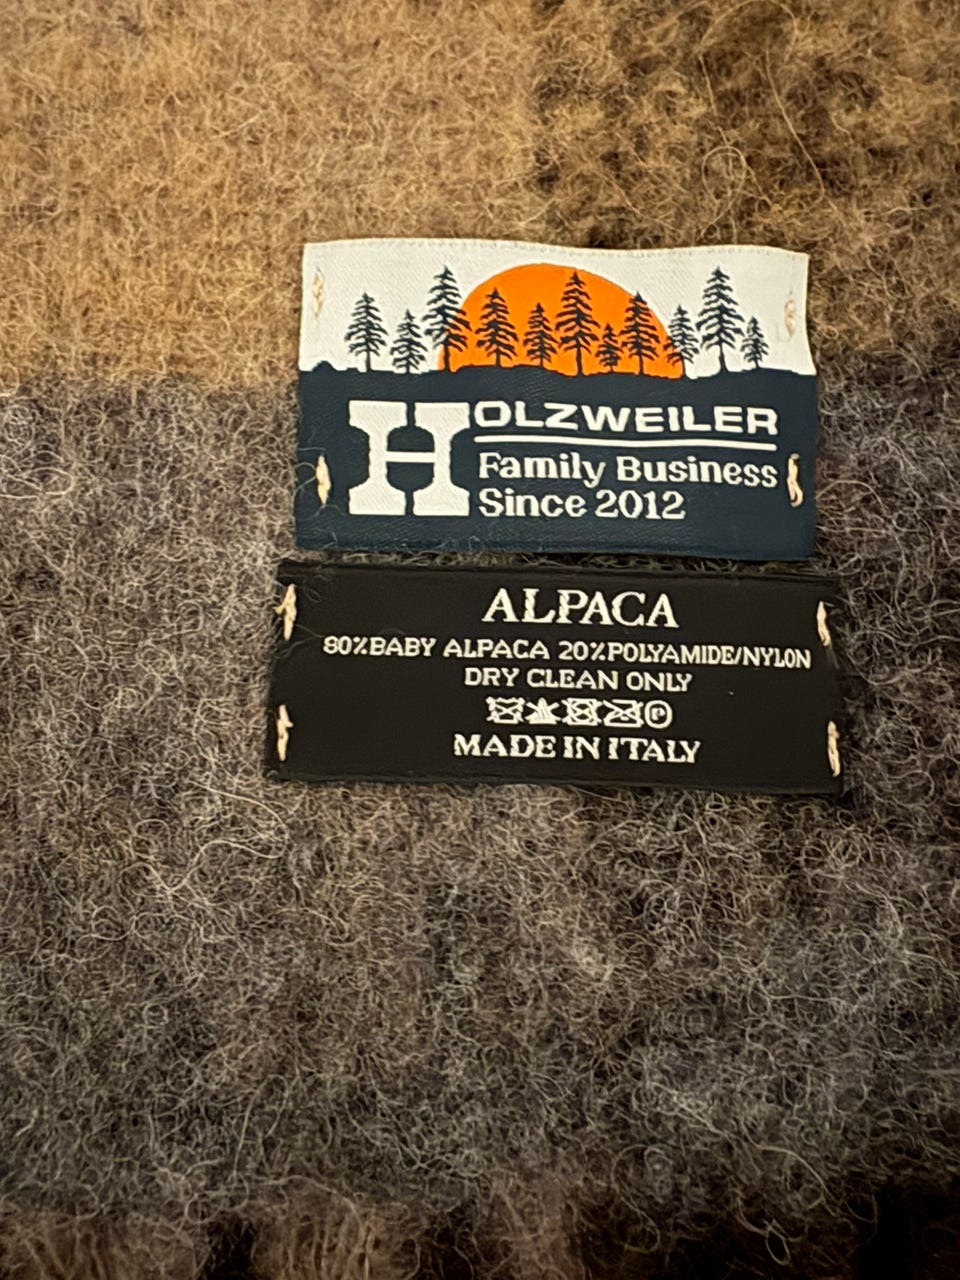 HOLZWEILER
Family Business
Since 2012
ALPACA
80%BABY ALPACA 20%POLYAMIDE/NYLON
DRY CLEAN ONLY
P
MADE IN ITALY